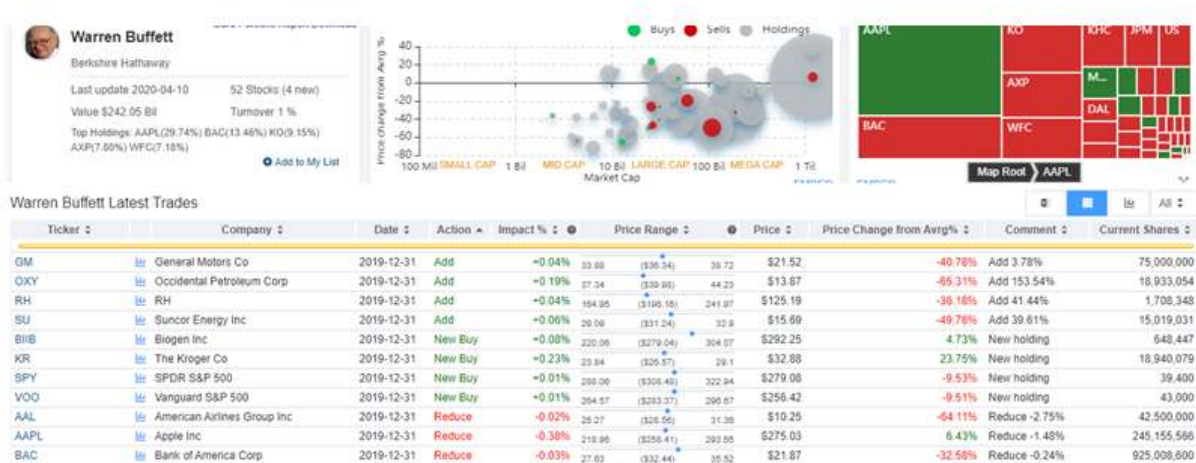 Warren Buffett
Berkshire Hathaway
Last update 2020-04-10 52 Stocks (4 new)
Value $242.05 Bil Turnover 1 %
Top Holdings: AAPL(29.74%) BAC(13.46%) KO(9.15%)
AXP(7.00%) WFC(7.18%)
Add to My List
Buys Sells Holdings
Price change from Avrg %
40
20
0
-20
-40
-60
-80
100 Mil SMALL CAP 1 Bil MID CAP 10 Bil LARGE CAP 100 Bil MEGA CAP 1 Til
Market Cap
AAPL KO KHC JPM US
AXP M...
DAL
BAC WFC
Map Root AAPL
Warren Buffett Latest Trades
All
Ticker Company Date Action Impact % Price Range Price Price Change from Avrg% Comment Current Shares
GM General Motors Co 2019-12-31 Add +0.04% 33.88 ($36.34) 38.72 $21.52 -40.78% Add 3.78% 75,000,000
OXY Occidental Petroleum Corp 2019-12-31 Add +0.19% 37.34 ($39.98) 44.23 $13.87 -65.31% Add 153.54% 18,933,054
RH RH 2019-12-31 Add +0.04% 164.95 ($196.16) 241.97 $125.19 -36.18% Add 41.44% 1,708,348
SU Suncor Energy Inc 2019-12-31 Add +0.06% 29.09 ($31.24) 32.9 $15.69 -49.78% Add 39.61% 15,019,031
BIIB Biogen Inc 2019-12-31 New Buy +0.08% 220.06 ($279.04) 304.07 $292.25 4.73% New holding 648,447
KR The Kroger Co 2019-12-31 New Buy +0.23% 23.84 ($26.57) 29.1 $32.88 23.75% New holding 18,940,079
SPY SPDR S&P 500 2019-12-31 New Buy +0.01% 288.06 ($308.48) 322.94 $279.08 -9.53% New holding 39,400
VOO Vanguard S&P 500 2019-12-31 New Buy +0.01% 264.57 ($283.37) 296.67 $256.42 -9.51% New holding 43,000
AAL American Airlines Group Inc 2019-12-31 Reduce -0.02% 25.27 ($28.56) 31.38 $10.25 -64.11% Reduce -2.75% 42,500,000
AAPL Apple Inc 2019-12-31 Reduce -0.38% 218.96 ($258.41) 293.65 $275.03 6.43% Reduce -1.48% 245,155,566
BAC Bank of America Corp 2019-12-31 Reduce -0.03% 27.63 ($32.44) 35.52 $21.87 -32.58% Reduce -0.24% 925,008,600